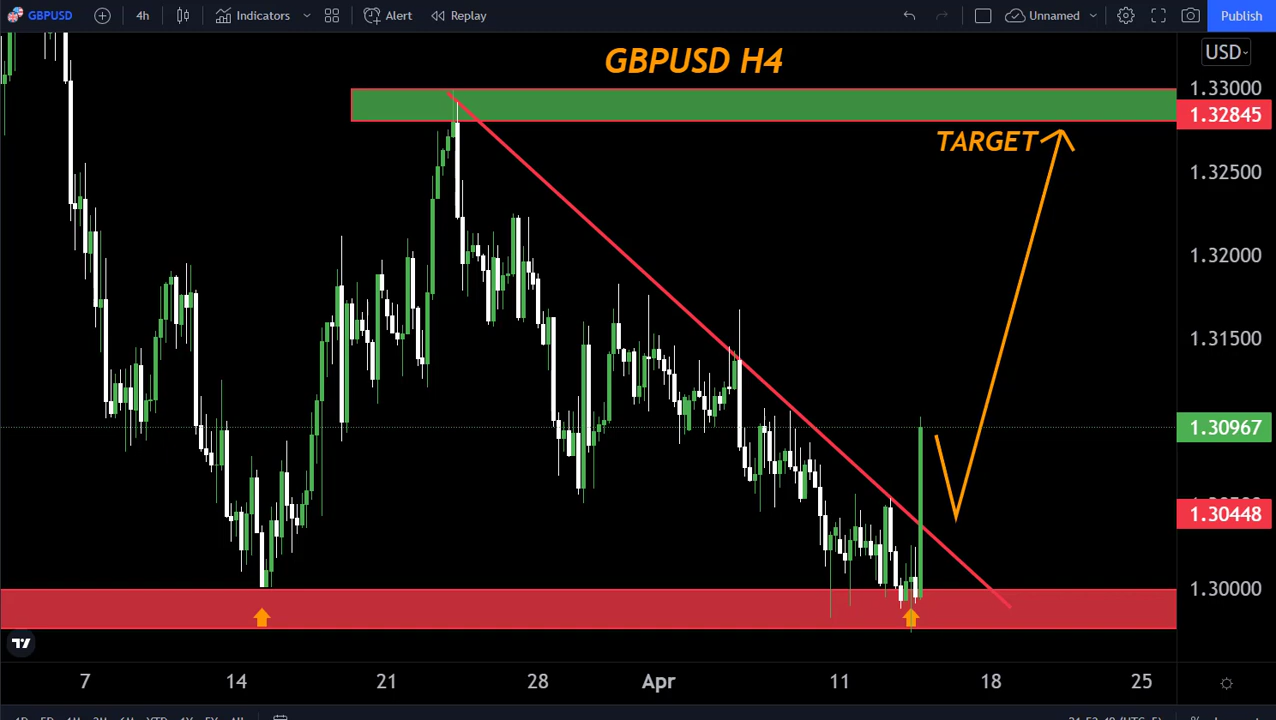 GBPUSD 4h Indicators Alert Replay Unnamed Publish
GBPUSD H4
USD
1.33000
1.32845
TARGET
1.32500
1.32000
1.31500
1.30967
1.30448
1.30000
7 14 21 28 Apr 11 18 25